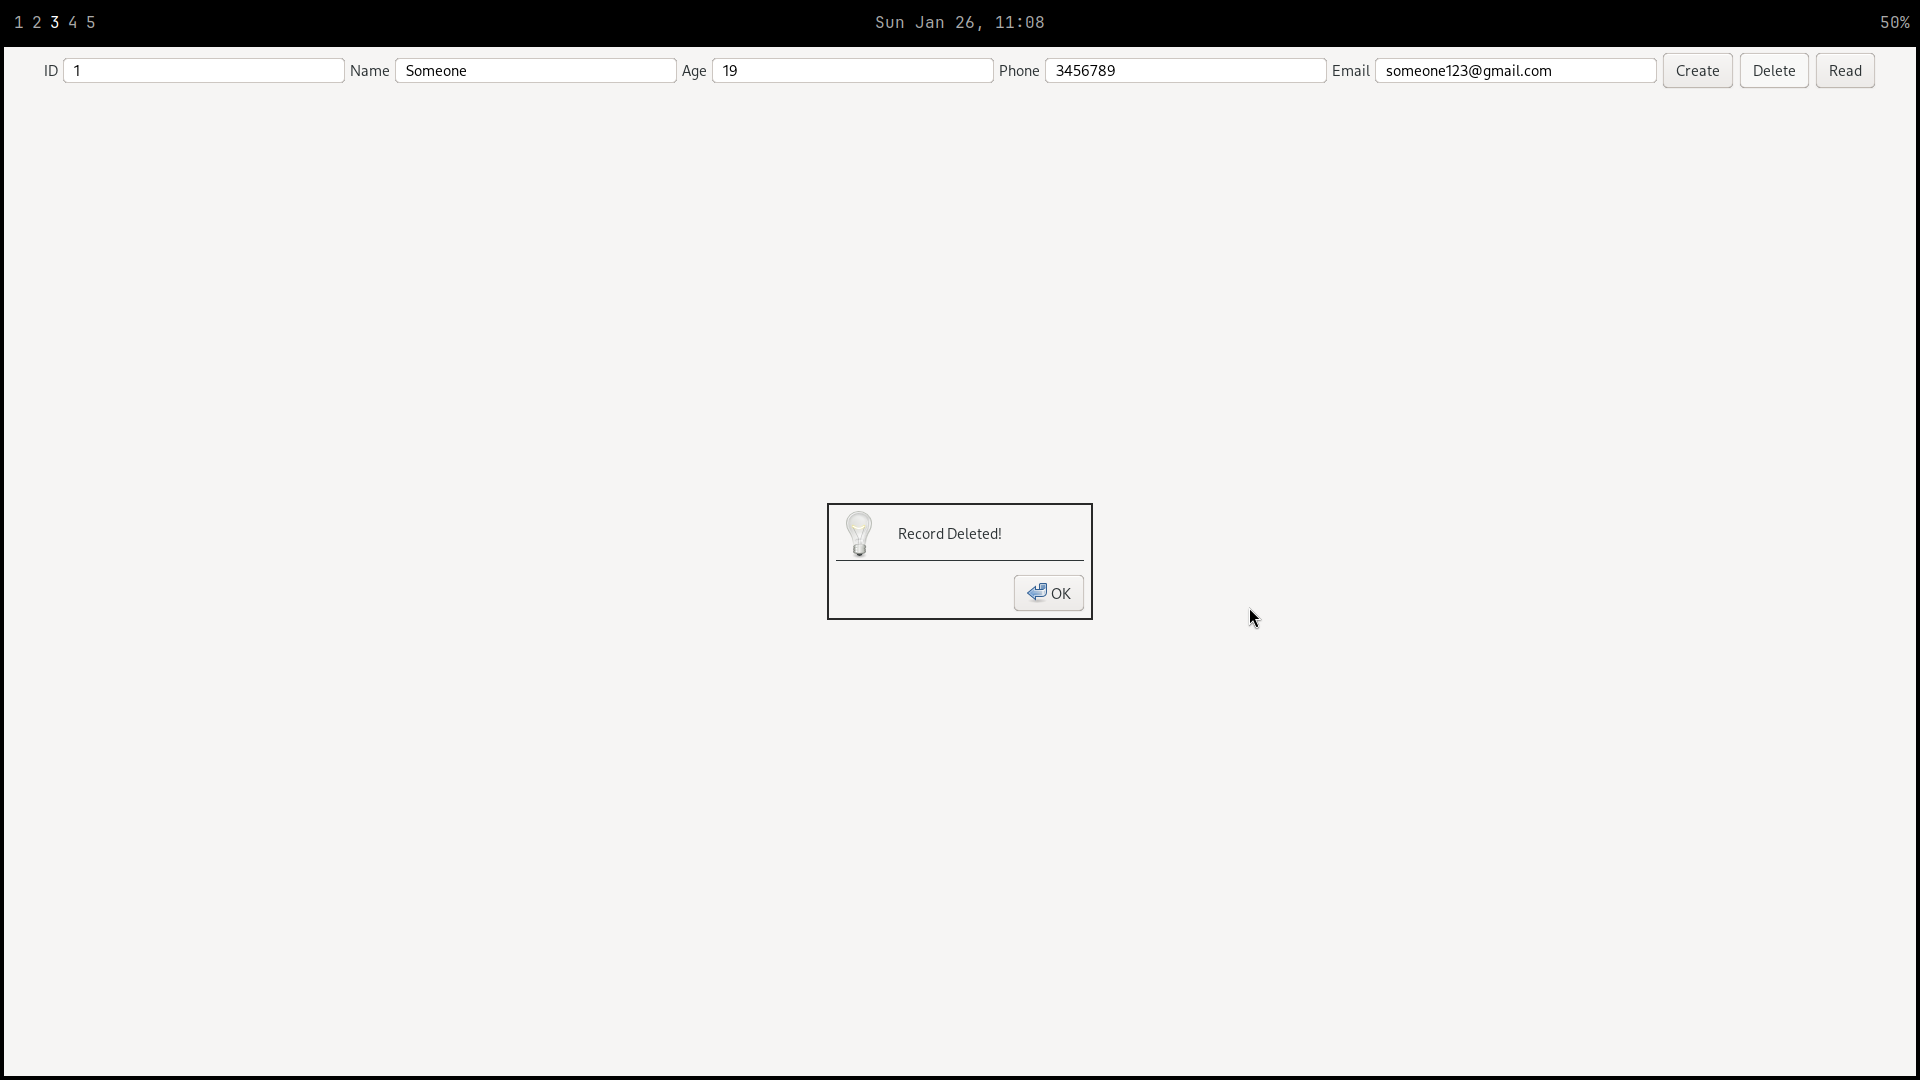 1 2 3 4 5 Sun Jan 26, 11:08 50%
ID 1 Name Someone Age 19 Phone 3456789 Email someone123@gmail.com Create Delete Read
Record Deleted!
OK